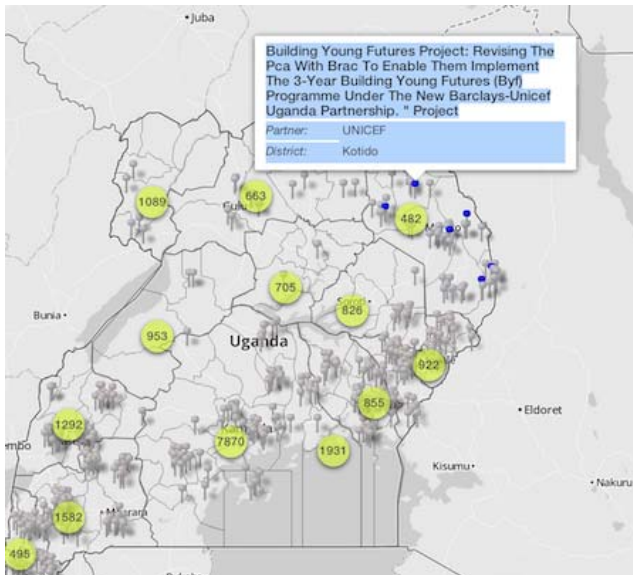 Juba
Building Young Futures Project: Revising The
Pca With Brac To Enable Them Implement
The 3-Year Building Young Futures (Byf)
Programme Under The New Barclays-Unicef
Uganda Partnership. " Project
Partner: UNICEF
District: Kotido
1089
663
482
705
826
Bunia
953
Uganda
922
855
1292
Eldoret
7870
1931
Kisumu
Nakuru
1582
495